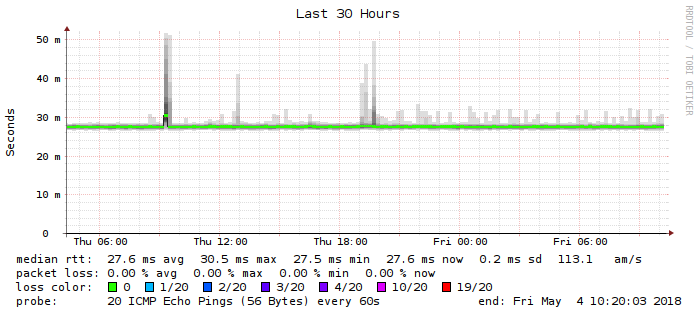 Last 30 Hours
RRDTOOL / TOBI OETIKER
Seconds
50 m
40 m
30 m
20 m
10 m
0
Thu 06:00 Thu 12:00 Thu 18:00 Fri 00:00 Fri 06:00
median rtt: 27.6 ms avg 30.5 ms max 27.5 ms min 27.6 ms now 0.2 ms sd 113.1 am/s
packet loss: 0.00 % avg 0.00 % max 0.00 % min 0.00 % now
loss color: 0 1/20 2/20 3/20 4/20 10/20 19/20
probe: 20 ICMP Echo Pings (56 Bytes) every 60s end: Fri May 4 10:20:03 2018